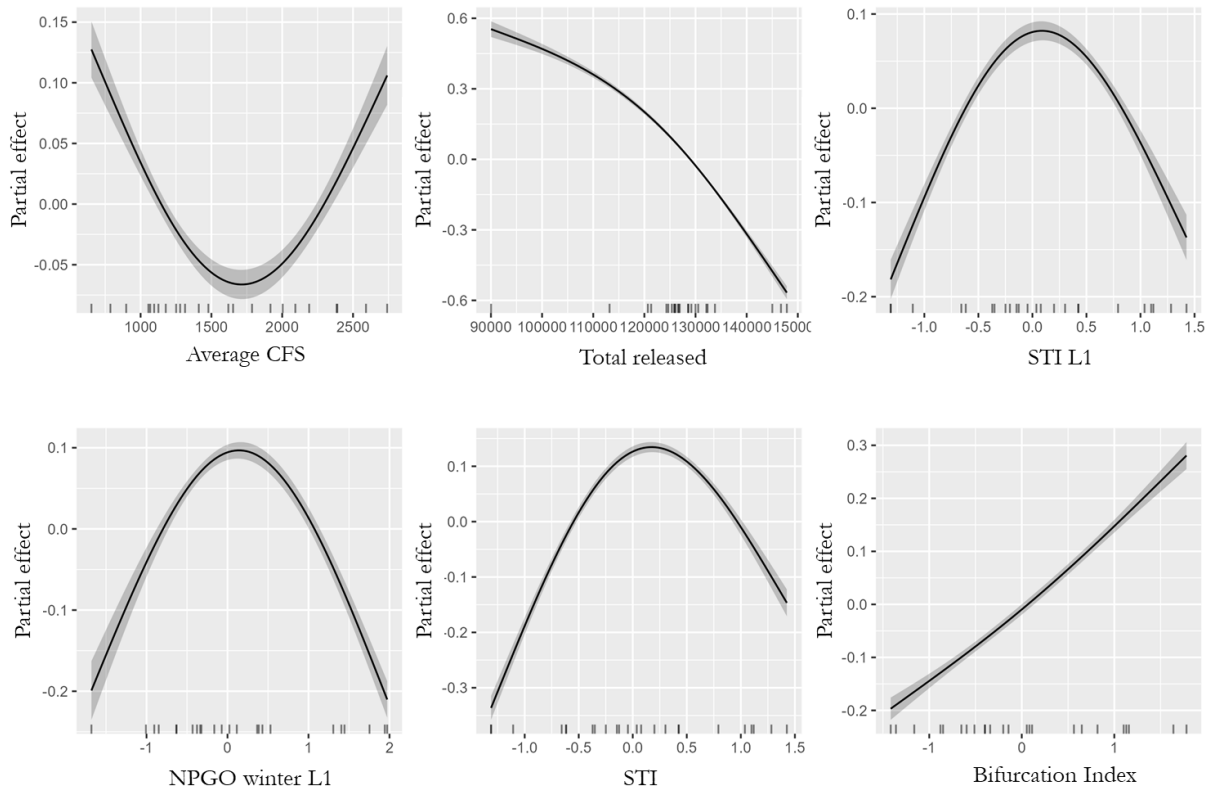 0.15
0.10
0.05
0.00
-0.05
Partial effect
1000 1500 2000 2500
Average CFS
0.6
0.3
0.0
-0.3
-0.6
Partial effect
90000 100000 110000 120000 130000 140000 15000
Total released
0.1
0.0
-0.1
-0.2
Partial effect
-1.0 -0.5 0.0 0.5 1.0 1.5
STI L1
0.1
0.0
-0.1
-0.2
Partial effect
-1 0 1 2
NPGO winter L1
0.1
0.0
-0.1
-0.2
-0.3
Partial effect
-1.0 -0.5 0.0 0.5 1.0 1.5
STI
0.3
0.2
0.1
0.0
-0.1
-0.2
Partial effect
-1 0 1
Bifurcation Index